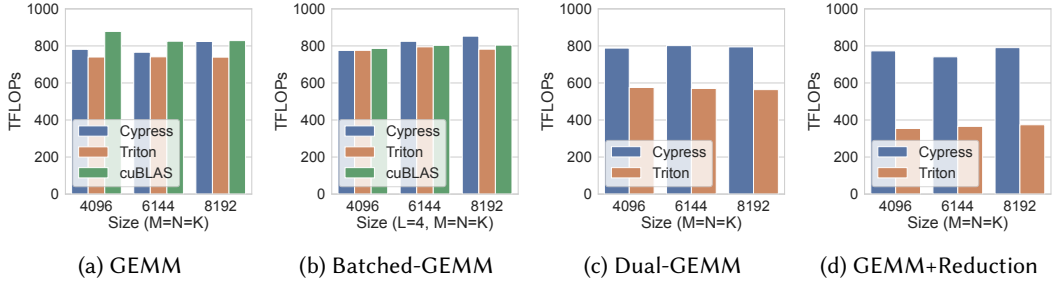 TFLOPs
1000
800
600
400
200
0
Cypress
Triton
cuBLAS
4096 6144 8192
Size (M=N=K)
(a) GEMM
TFLOPs
1000
800
600
400
200
0
Cypress
Triton
cuBLAS
4096 6144 8192
Size (L=4, M=N=K)
(b) Batched-GEMM
TFLOPs
1000
800
600
400
200
0
Cypress
Triton
4096 6144 8192
Size (M=N=K)
(c) Dual-GEMM
TFLOPs
1000
800
600
400
200
0
Cypress
Triton
4096 6144 8192
Size (M=N=K)
(d) GEMM+Reduction